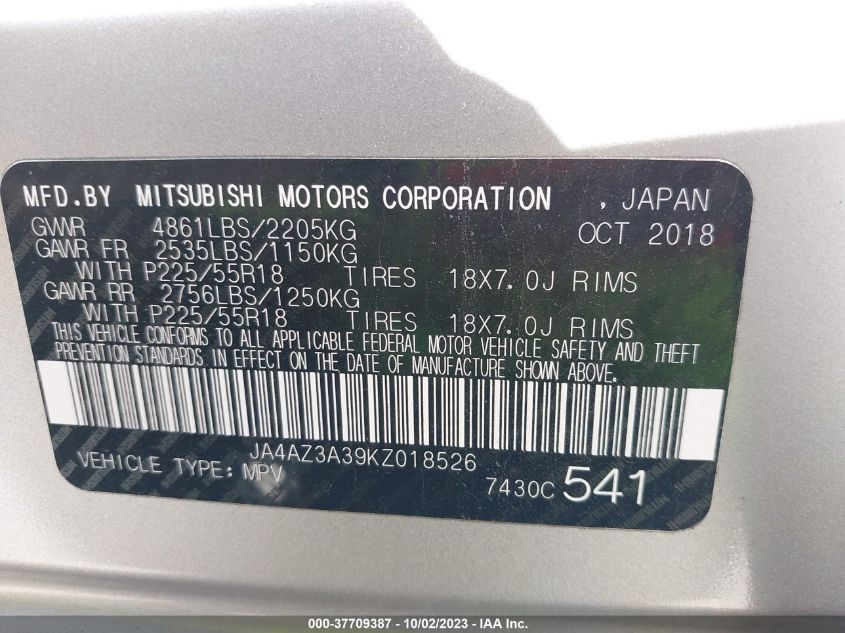 MFD.BY MITSUBISHI MOTORS CORPORATION , JAPAN
GVWR 4861LBS/2205KG OCT 2018
GAWR FR 2535LBS/1150KG
WITH P225/55R18 TIRES 18X7.0J RIMS
GAWR RR 2756LBS/1250KG
WITH P225/55R18 TIRES 18X7.0J RIMS
THIS VEHICLE CONFORMS TO ALL APPLICABLE FEDERAL MOTOR VEHICLE SAFETY AND THEFT
PREVENTION STANDARDS IN EFFECT ON THE DATE OF MANUFACTURE SHOWN ABOVE.
JA4AZ3A39KZ018526
VEHICLE TYPE: MPV
7430C 541
000-37709387 - 10/02/2023 - IAA Inc.